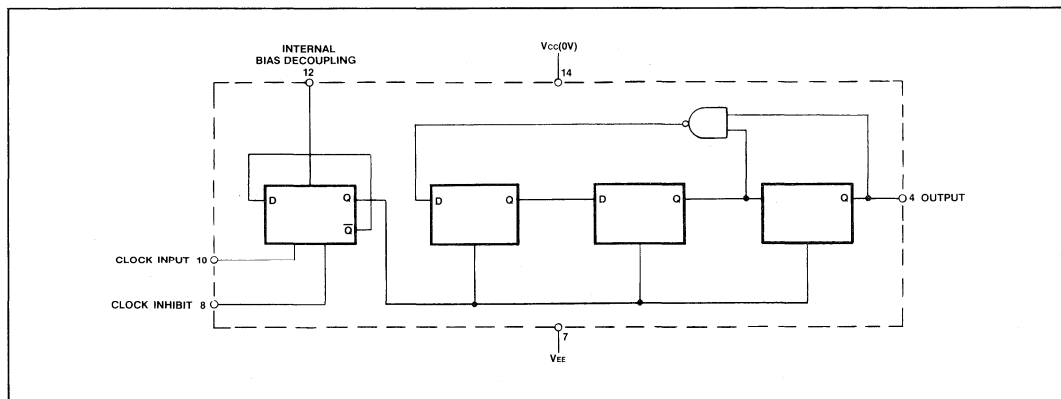 INTERNAL
BIAS DECOUPLING
12
VCC(0V)
14
D
Q
Q
D
Q
D
Q
Q
4 OUTPUT
CLOCK INPUT 10
CLOCK INHIBIT 8
7
VEE